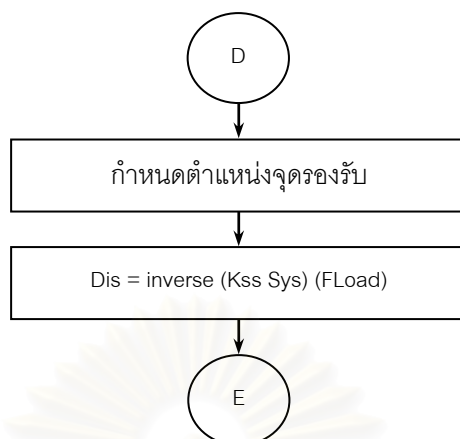 D
กำหนดตำแหน่งจุดรองรับ
Dis = inverse (Kss Sys) (FLoad)
E